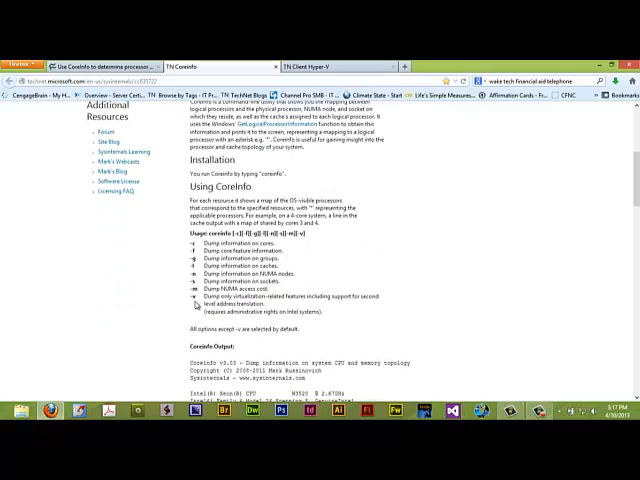 Firefox
Use CoreInfo to determine processor ...
TN CoreInfo
TN Client Hyper-V
technet.microsoft.com/en-us/sysinternals/cc835722
wake tech financial aid telephone
CengageBrain - My H...
Overview: Server Certi...
TN Browse by Tags - IT Pro
TN TechNet Blogs
Channel Pro SMB - IT ...
Climate State - Start
Life's Simple Measures...
Affirmation Cards - Fr...
CFNC
Bookmarks
Additional
Resources
Forum
Site Blog
Sysinternals Learning
Mark's Webcasts
Mark's Blog
Software License
Licensing FAQ
CoreInfo is a command-line utility that shows you the mapping between
logical processors and the physical processor, NUMA node, and socket on
which they reside, as well as the cache's assigned to each logical processor. It
uses the Windows' GetLogicalProcessorInformation function to obtain this
information and prints it to the screen, representing a mapping to a logical
processor with an asterisk e.g. '*'. CoreInfo is useful for gaining insight into the
processor and cache topology of your system.
Installation
You run CoreInfo by typing "coreinfo".
Using CoreInfo
For each resource it shows a map of the OS-visible processors
that correspond to the specified resources, with '*' representing the
applicable processors. For example, on a 4-core system, a line in the
cache output with a map of shared by cores 3 and 4.
Usage: coreinfo [-c][-f][-g][-l][-n][-s][-m][-v]
-c Dump information on cores.
-f Dump core feature information.
-g Dump information on groups.
-l Dump information on caches.
-n Dump information on NUMA nodes.
-s Dump information on sockets.
-m Dump NUMA access cost.
-v Dump only virtualization-related features including support for second
level address translation.
(requires administrative rights on Intel systems).
All options except -v are selected by default.
Coreinfo Output:
Coreinfo v3.03 - Dump information on system CPU and memory topology
Copyright (C) 2008-2011 Mark Russinovich
Sysinternals - www.sysinternals.com
Intel(R) Xeon(R) CPU W3520 @ 2.67GHz
Br
Dw
Ps
Id
Ai
Fl
Fw
5:17 PM
4/30/2013